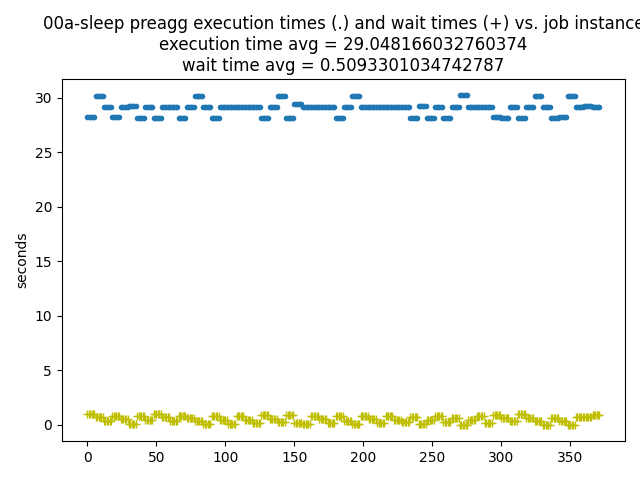 00a-sleep preagg execution times (.) and wait times (+) vs. job instance
execution time avg = 29.048166032760374
wait time avg = 0.5093301034742787
30
25
20
15
10
5
0
seconds
0 50 100 150 200 250 300 350